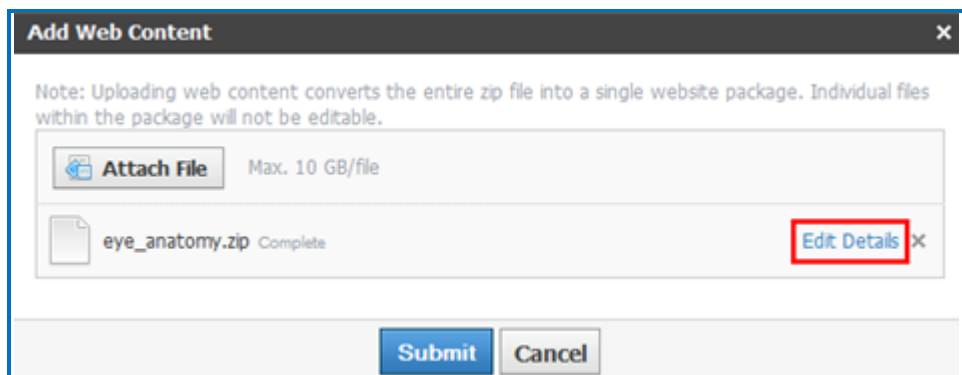 Add Web Content ×
Note: Uploading web content converts the entire zip file into a single website package. Individual files
within the package will not be editable.
Attach File Max. 10 GB/file
eye_anatomy.zip Complete Edit Details ×
Submit Cancel